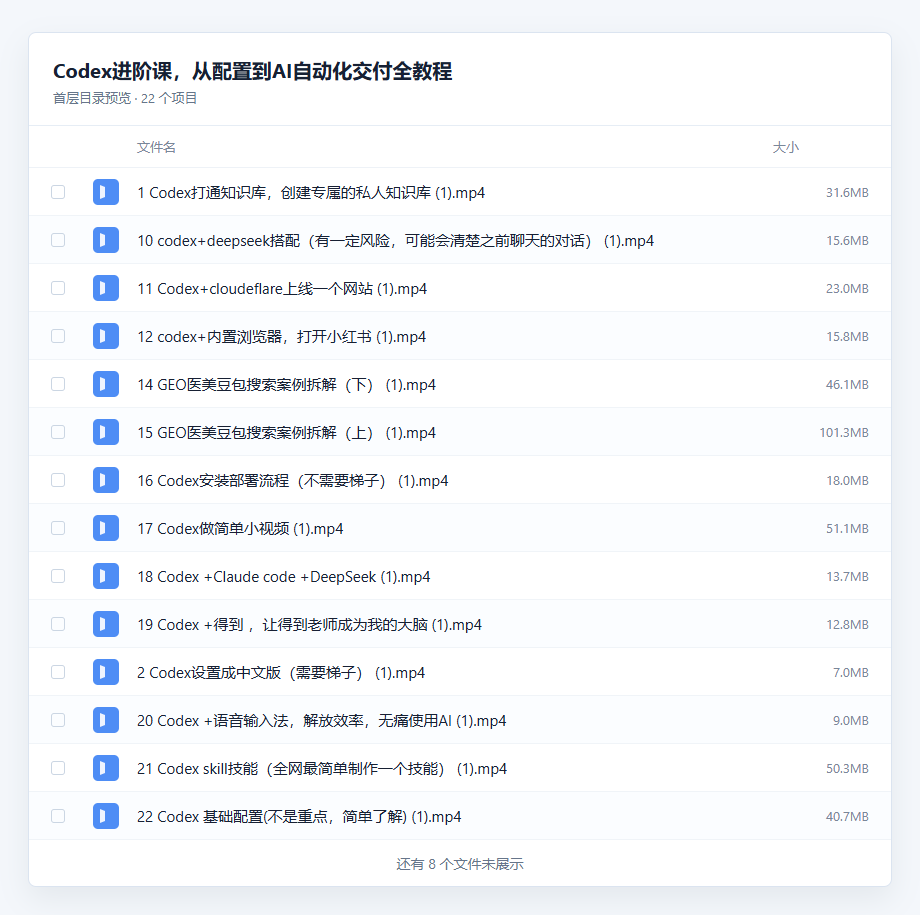 Codex进阶课，从配置到AI自动化交付全教程
首层目录预览 · 22 个项目
文件名 大小
1 Codex打通知识库，创建专属的私人知识库 (1).mp4 31.6MB
10 codex+deepseek搭配（有一定风险，可能会清楚之前聊天的对话） (1).mp4 15.6MB
11 Codex+cloudeflare上线一个网站 (1).mp4 23.0MB
12 codex+内置浏览器，打开小红书 (1).mp4 15.8MB
14 GEO医美豆包搜索案例拆解（下） (1).mp4 46.1MB
15 GEO医美豆包搜索案例拆解（上） (1).mp4 101.3MB
16 Codex安装部署流程（不需要梯子） (1).mp4 18.0MB
17 Codex做简单小视频 (1).mp4 51.1MB
18 Codex +Claude code +DeepSeek (1).mp4 13.7MB
19 Codex +得到 ，让得到老师成为我的大脑 (1).mp4 12.8MB
2 Codex设置成中文版（需要梯子） (1).mp4 7.0MB
20 Codex +语音输入法，解放效率，无痛使用AI (1).mp4 9.0MB
21 Codex skill技能（全网最简单制作一个技能） (1).mp4 50.3MB
22 Codex 基础配置(不是重点，简单了解) (1).mp4 40.7MB
还有 8 个文件未展示